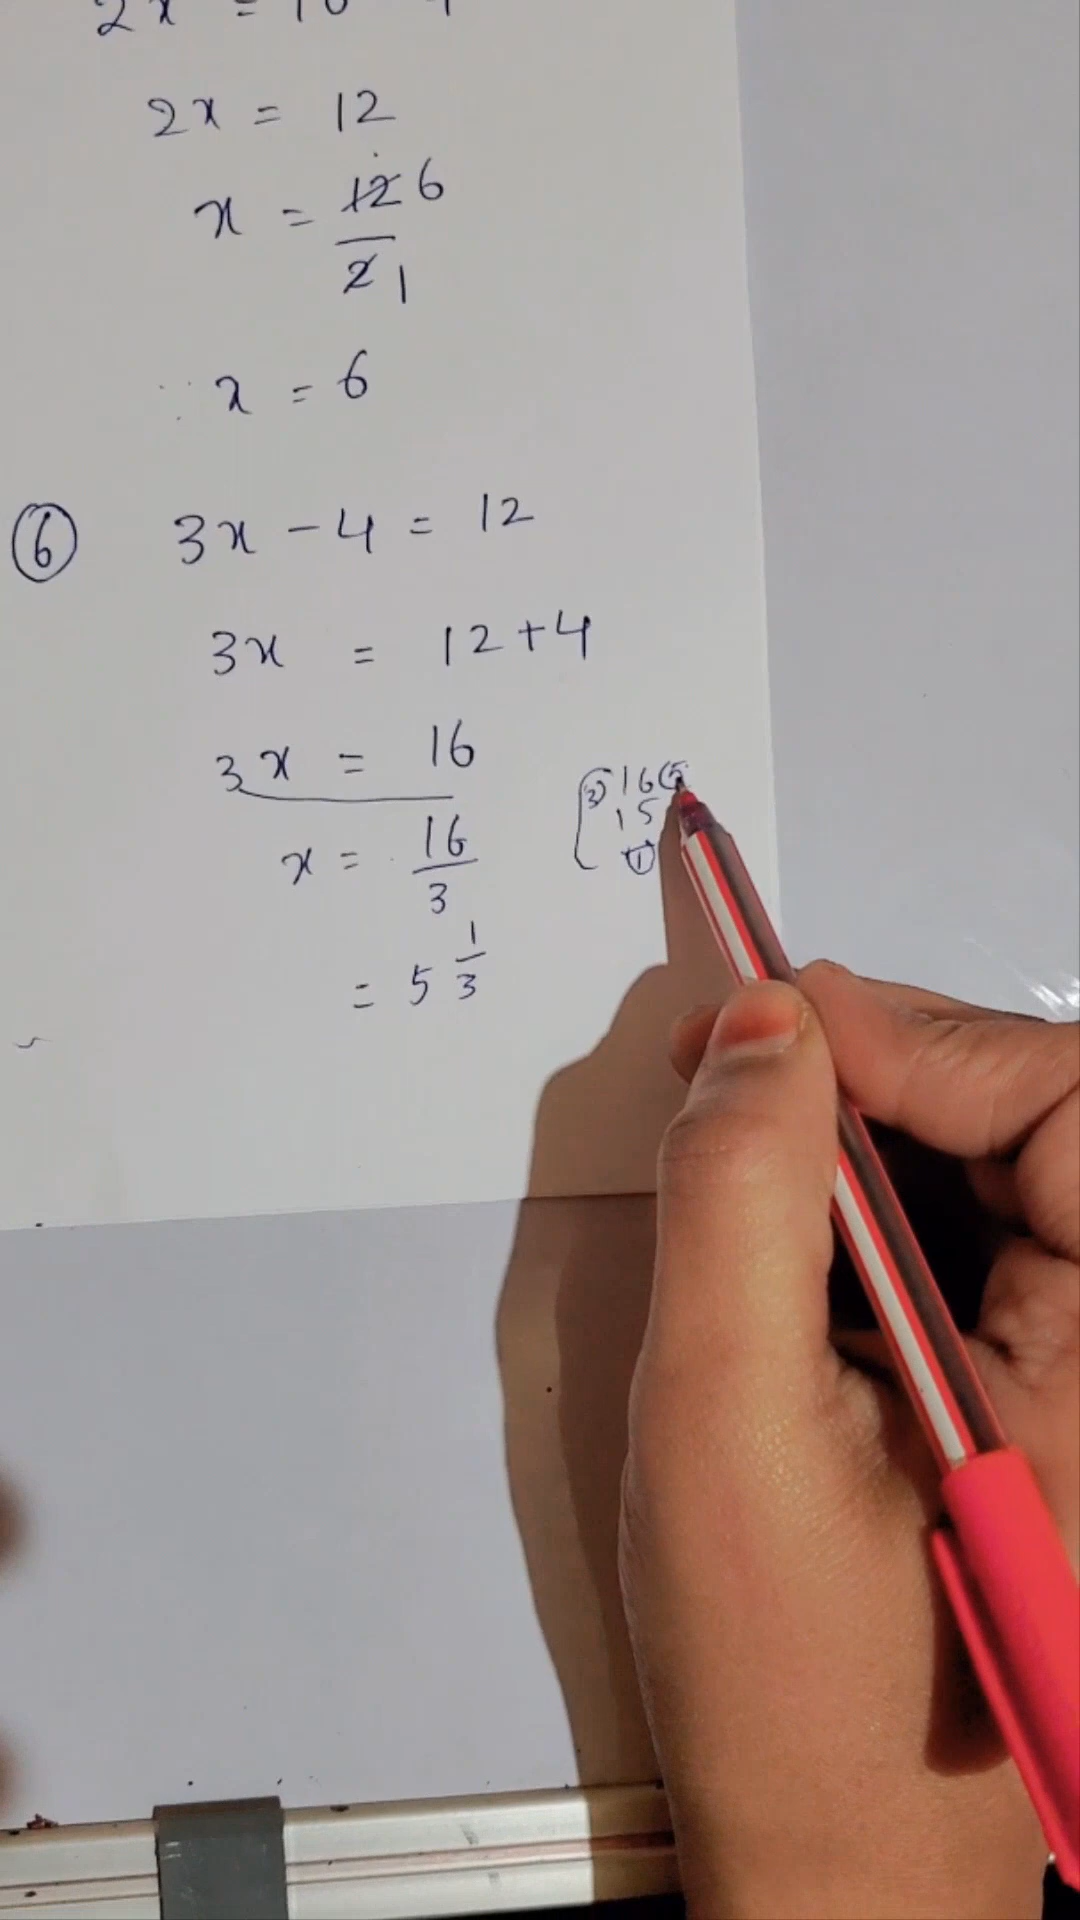 2x = 12
x = 12 6
2 1
x = 6
6 3x - 4 = 12
3x = 12 + 4
3x = 16
x = 16/3
= 5 1/3
3) 16 (5
15
1